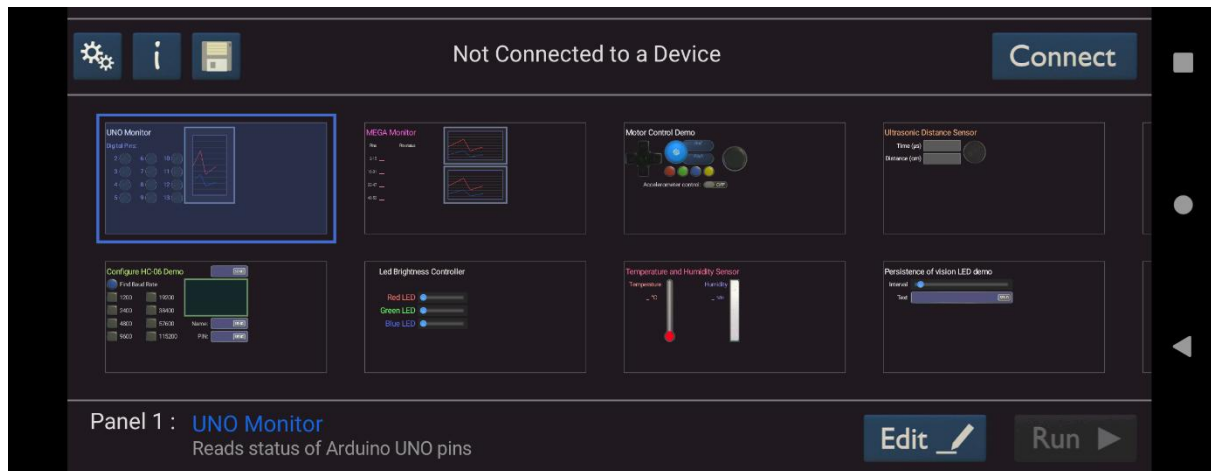 i
Not Connected to a Device
Connect
UNO Monitor
Digital Pins:
MEGA Monitor
Motor Control Demo
Accelerometer control
OFF
Ultrasonic Distance Sensor
Time (µs)
Distance (cm)
Configure HC-06 Demo
Find Baud Rate
1200 19200
2400 38400
4800 57600 Name:
9600 115200 PIN:
Led Brightness Controller
Red LED
Green LED
Blue LED
Temperature and Humidity Sensor
Temperature Humidity
Persistence of vision LED demo
Interval
Text
Panel 1 : UNO Monitor
Reads status of Arduino UNO pins
Edit
Run